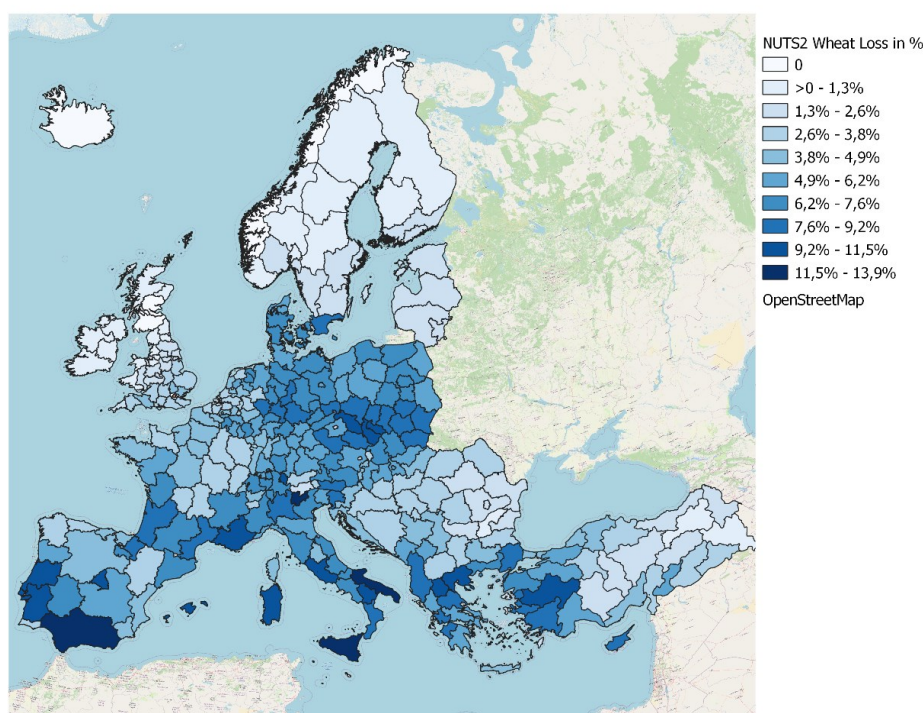 NUTS2 Wheat Loss in %
0
>0 - 1,3%
1,3% - 2,6%
2,6% - 3,8%
3,8% - 4,9%
4,9% - 6,2%
6,2% - 7,6%
7,6% - 9,2%
9,2% - 11,5%
11,5% - 13,9%
OpenStreetMap